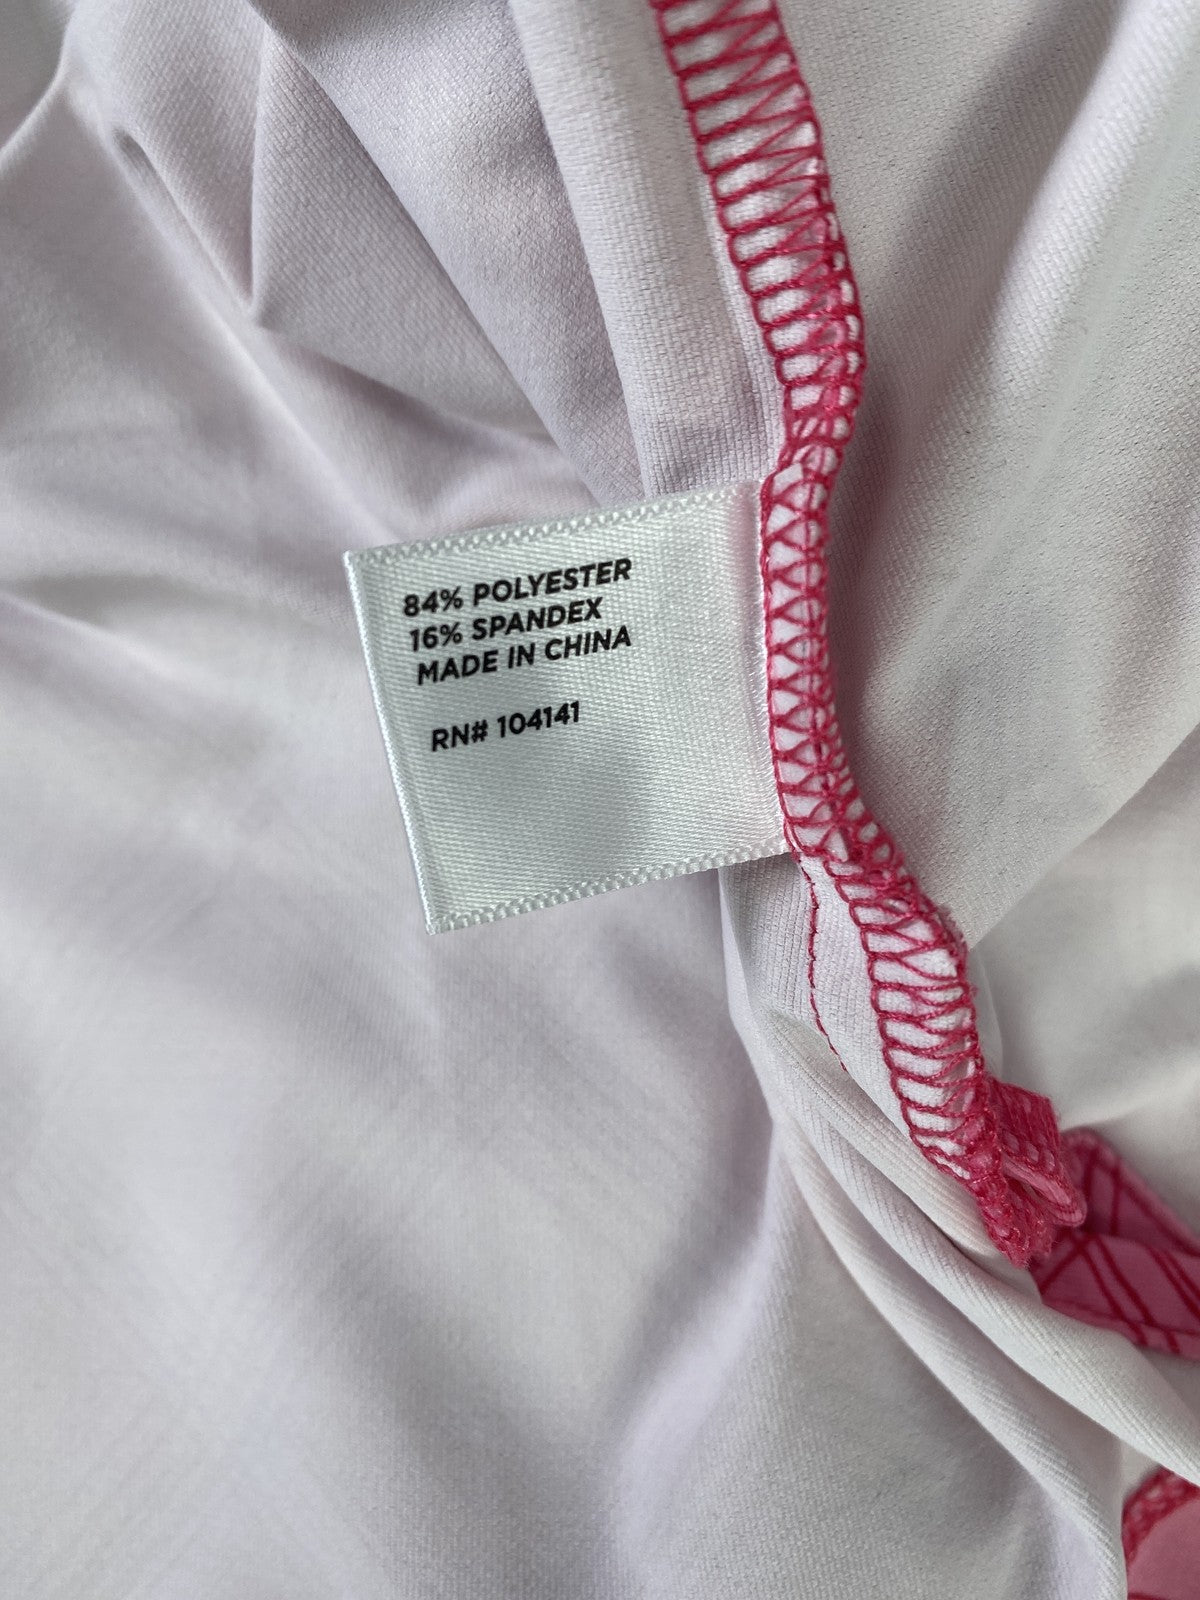 84% POLYESTER
16% SPANDEX
MADE IN CHINA
RN# 104141